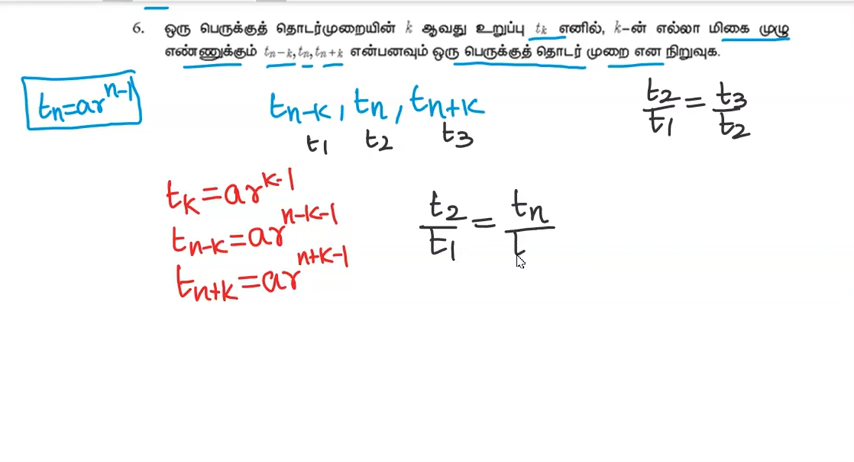 6. ஒரு பெருக்குத் தொடர்முறையின் k ஆவது உறுப்பு tₖ எனில், k-ன் எல்லா மிகை முழு
எண்ணுக்கும் tₙ₋ₖ, tₙ, tₙ₊ₖ என்பனவும் ஒரு பெருக்குத் தொடர் முறை என நிறுவுக.
tₙ = arⁿ⁻¹
tₙ₋ₖ, tₙ, tₙ₊ₖ
t₁ t₂ t₃
t₂/t₁ = t₃/t₂
tₖ = arᵏ⁻¹
tₙ₋ₖ = arⁿ⁻ᵏ⁻¹
tₙ₊ₖ = arⁿ⁺ᵏ⁻¹
t₂/t₁ = tₙ/t